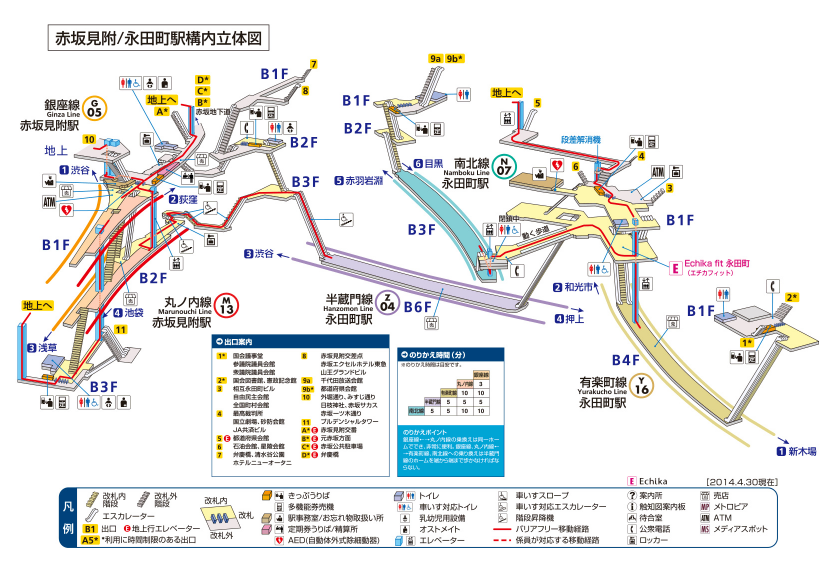 赤坂見附/永田町駅構内立体図
銀座線
Ginza Line
赤坂見附駅
G
05
地上へ
A*
D*
C*
B*
赤坂地下道
B1F
7
8
10
地上
1 渋谷
2 荻窪
ATM
B1F
B2F
B3F
B2F
地上へ
3 浅草
4 池袋
11
B3F
丸ノ内線
Marunouchi Line
赤坂見附駅
M
13
3 渋谷
半蔵門線
Hanzomon Line
永田町駅
Z
04
B6F
4 押上
9a 9b*
B1F
B2F
6 目黒
5 赤羽岩淵
南北線
Namboku Line
永田町駅
N
07
B3F
閉鎖中
動く歩道
地上へ
5
段差解消機
4
6
ATM
3
B1F
E Echika fit 永田町
(エチカフィット)
2 和光市
B4F
有楽町線
Yurakucho Line
永田町駅
Y
16
B1F
2*
1*
1 新木場
出口案内
1* 国会議事堂
参議院議員会館
衆議院議員会館
2* 国会図書館、憲政記念館
3 相互永田町ビル
自由民主会館
全国町村会館
4 最高裁判所
国立劇場、砂防会館
JA共済ビル
5 E 都道府県会館
6 石油会館、星陵会館
7 弁慶橋、清水谷公園
ホテルニューオータニ
8 赤坂見附交差点
赤坂エクセルホテル東急
山王グランドビル
9a 千代田放送会館
9b* 都道府県会館
10 外堀通り、みすじ通り
日枝神社、赤坂サカス
赤坂一ツ木通り
11 プルデンシャルタワー
A* E 赤坂見附交番
B* E 元赤坂方面
C* E 赤坂公共駐車場
D* E 弁慶橋
のりかえ時間(分)
※のりかえ時間は目安です。
銀座線
丸ノ内線 3
有楽町線 10 10
半蔵門線 5 5 5
南北線 5 5 10 10
のりかえポイント
銀座線←→丸ノ内線の乗換えは同一ホー
ムででき、非常に便利。銀座線、丸ノ内線←
→有楽町線、南北線への乗り換えは半蔵門
線のホームを端から端まで歩かなければな
らない。
E Echika
[2014.4.30現在]
凡例
改札内
階段
改札外
階段
エスカレーター
B1 出口
E 地上行エレベーター
A5* *利用に時間制限のある出口
改札内
改札
改札外
きっぷうりば
多機能券売機
駅事務室/お忘れ物取扱い所
定期券うりば/精算所
AED(自動体外式除細動器)
トイレ
車いす対応トイレ
乳幼児用設備
オストメイト
エレベーター
車いすスロープ
車いす対応エスカレーター
階段昇降機
バリアフリー移動経路
係員が対応する移動経路
? 案内所
触知図案内板
待合室
公衆電話
ロッカー
売店
MP メトロピア
ATM ATM
MS メディアスポット